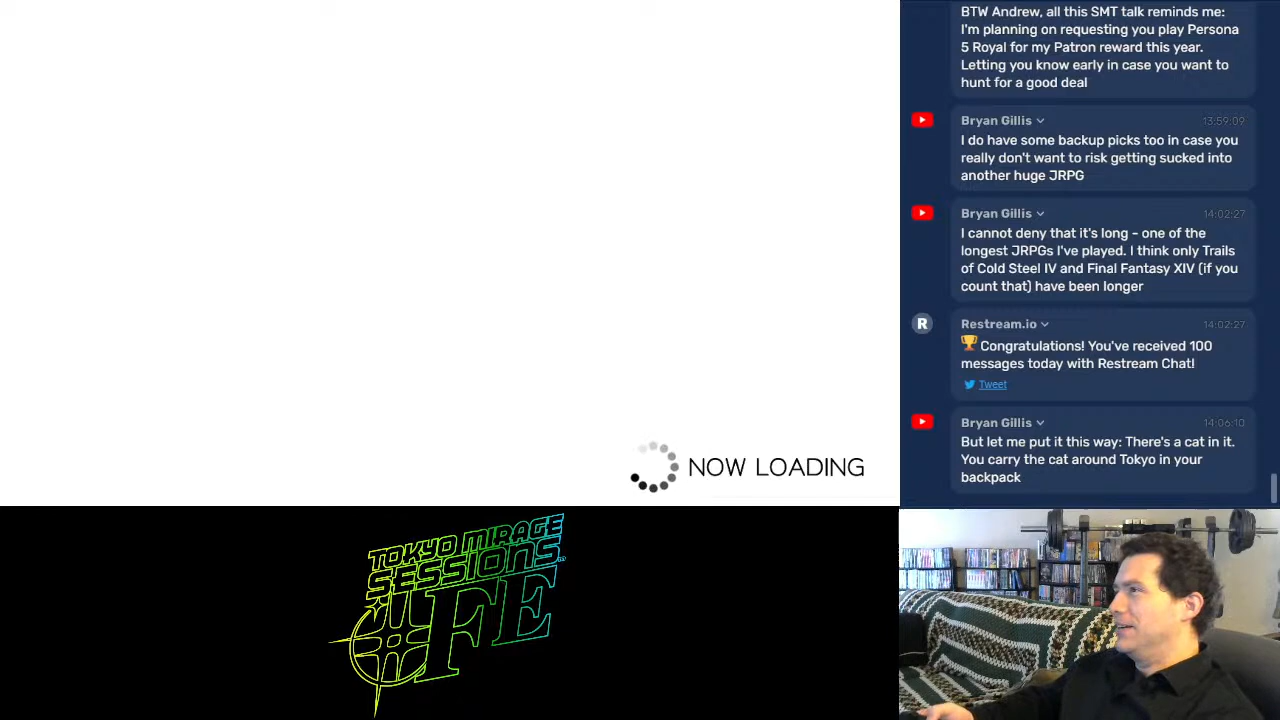 BTW Andrew, all this SMT talk reminds me:
I'm planning on requesting you play Persona
5 Royal for my Patron reward this year.
Letting you know early in case you want to
hunt for a good deal
Bryan Gillis 13:59:09
I do have some backup picks too in case you
really don't want to risk getting sucked into
another huge JRPG
Bryan Gillis 14:02:27
I cannot deny that it's long - one of the
longest JRPGs I've played. I think only Trails
of Cold Steel IV and Final Fantasy XIV (if you
count that) have been longer
R Restream.io 14:02:27
🏆 Congratulations! You've received 100
messages today with Restream Chat!
Tweet
Bryan Gillis 14:06:10
But let me put it this way: There's a cat in it.
You carry the cat around Tokyo in your
backpack
NOW LOADING
TOKYO MIRAGE
SESSIONS
#FE